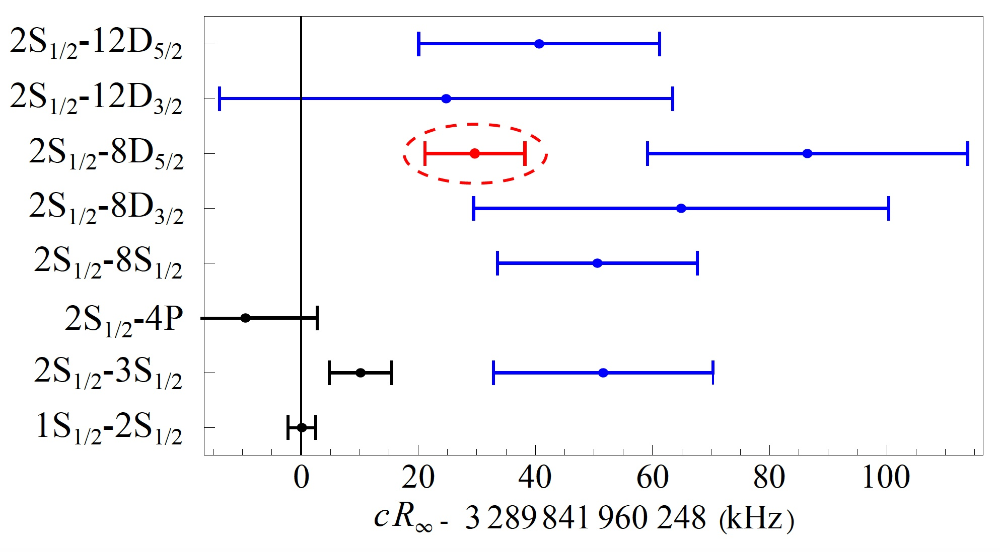 2S1/2-12D5/2
2S1/2-12D3/2
2S1/2-8D5/2
2S1/2-8D3/2
2S1/2-8S1/2
2S1/2-4P
2S1/2-3S1/2
1S1/2-2S1/2
0 20 40 60 80 100
cR∞ - 3 289 841 960 248 (kHz)